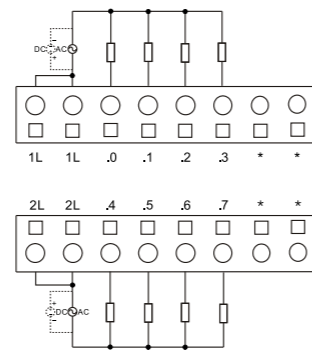 DC AC
1L 1L .0 .1 .2 .3 * *
2L 2L .4 .5 .6 .7 * *
DC AC